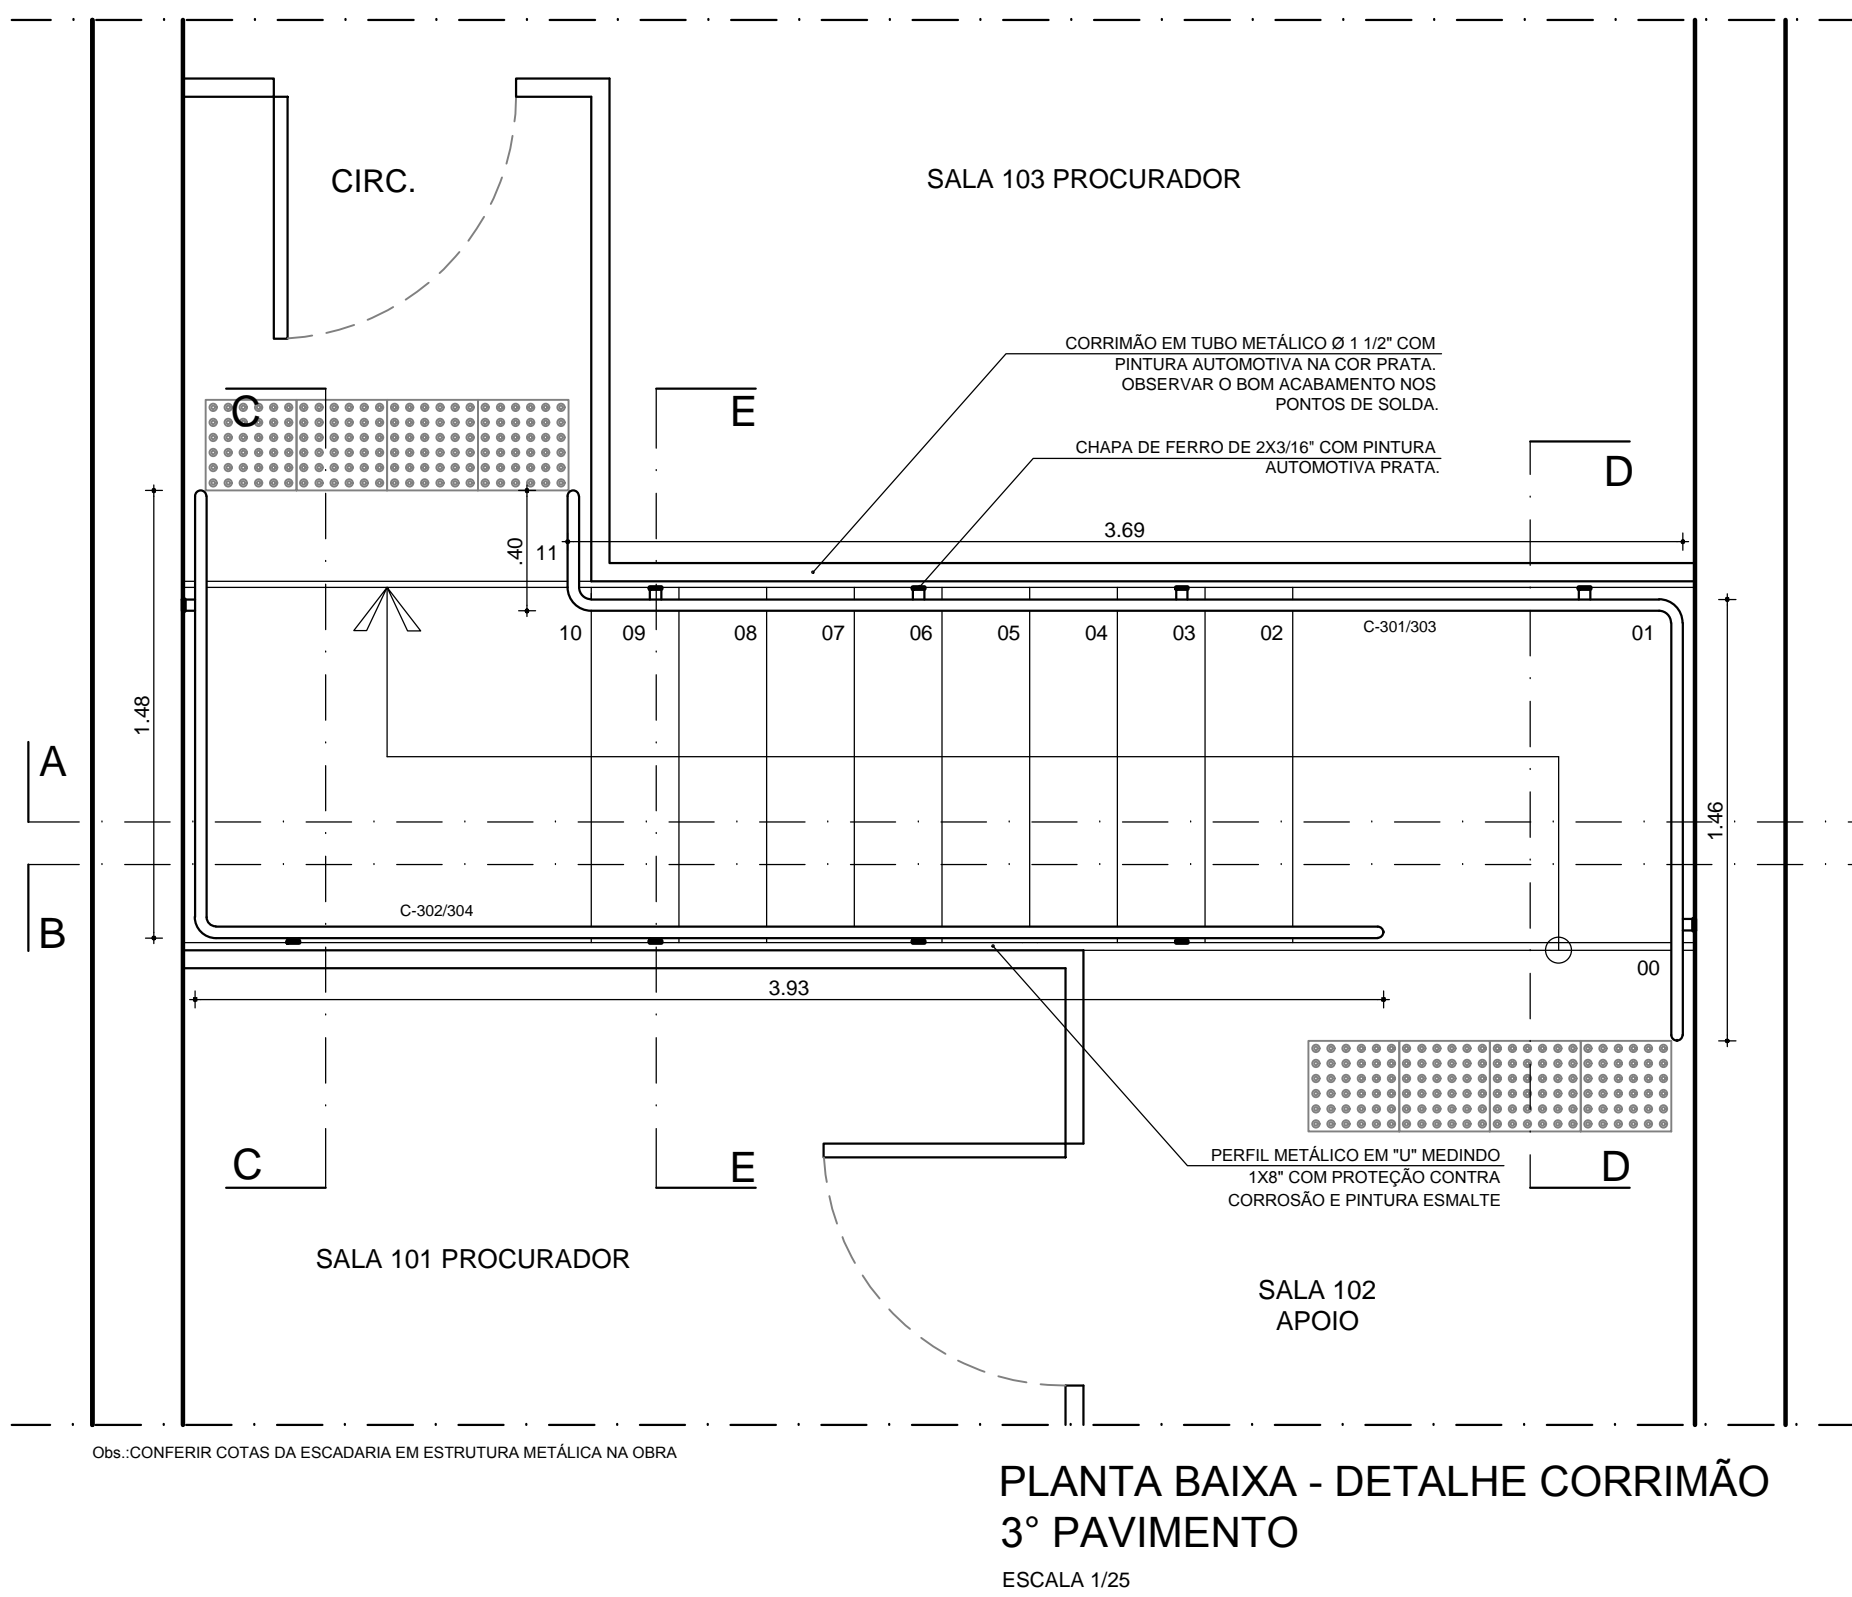 CIRC.
SALA 103 PROCURADOR
CORRIMÃO EM TUBO METÁLICO Ø 1 1/2" COM
PINTURA AUTOMOTIVA NA COR PRATA.
OBSERVAR O BOM ACABAMENTO NOS
PONTOS DE SOLDA.
C
E
CHAPA DE FERRO DE 2X3/16" COM PINTURA
AUTOMOTIVA PRATA.
D
3.69
.40
11
10
09
08
07
06
05
04
03
02
C-301/303
01
1.48
A
1.46
B
C-302/304
00
3.93
C
E
D
PERFIL METÁLICO EM "U" MEDINDO
1X8" COM PROTEÇÃO CONTRA
CORROSÃO E PINTURA ESMALTE
SALA 101 PROCURADOR
SALA 102
APOIO
Obs.:CONFERIR COTAS DA ESCADARIA EM ESTRUTURA METÁLICA NA OBRA
PLANTA BAIXA - DETALHE CORRIMÃO
3° PAVIMENTO
ESCALA 1/25